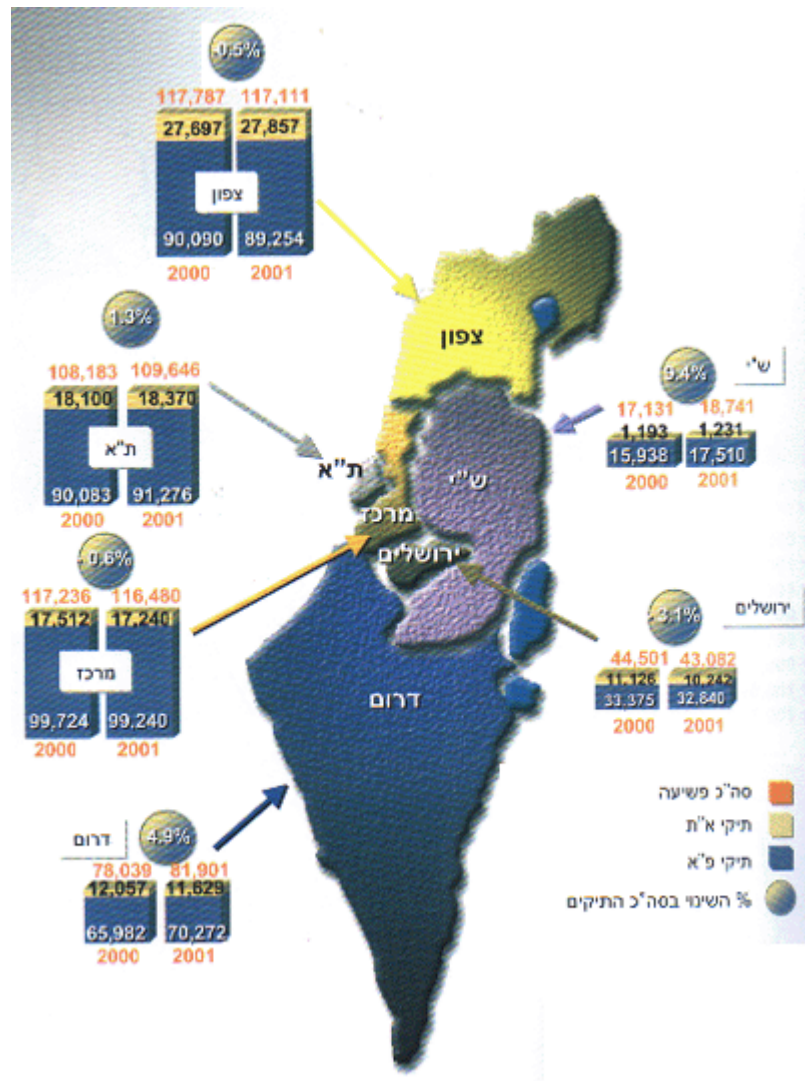 -0.5%
117,787 117,111
27,697 27,857
צפון
90,090 89,254
2000 2001
1.3%
108,183 109,646
18,100 18,370
ת"א
90,083 91,276
2000 2001
-0.6%
117,236 116,480
17,512 17,240
מרכז
99,724 99,240
2000 2001
דרום
4.9%
78,039 81,901
12,057 11,629
65,982 70,272
2000 2001
צפון
ת"א
ש"י
מרכז
ירושלים
דרום
ש"י
9.4%
17,131 18,741
1,193 1,231
15,938 17,510
2000 2001
ירושלים
-3.1%
44,501 43,082
11,126 10,242
33,375 32,840
2000 2001
סה"כ פשיעה
תיקי א"ת
תיקי פ"א
% השינוי בסה"כ התיקים